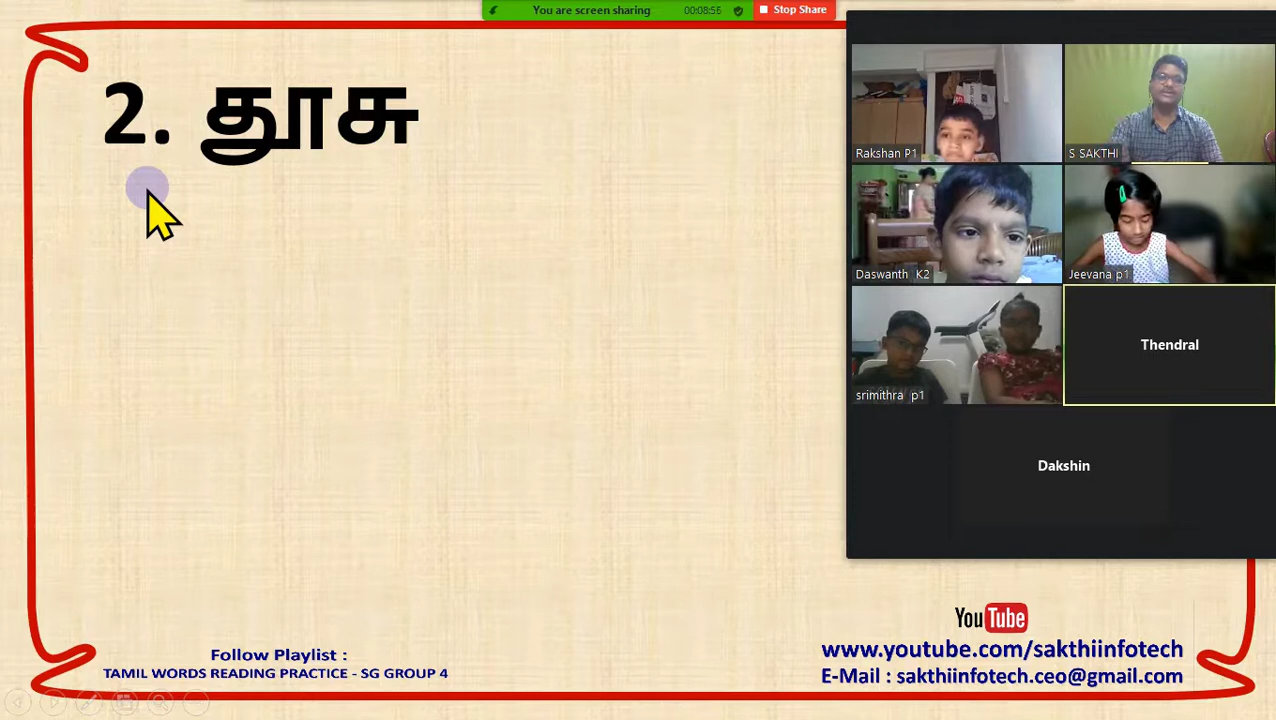 You are screen sharing 00:08:56 Stop Share
2. தூசு
Rakshan P1
S SAKTHI
Daswanth K2
Jeevana p1
srimithra p1
Thendral
Dakshin
YouTube
Follow Playlist :
TAMIL WORDS READING PRACTICE - SG GROUP 4
www.youtube.com/sakthiinfotech
E-Mail : sakthiinfotech.ceo@gmail.com